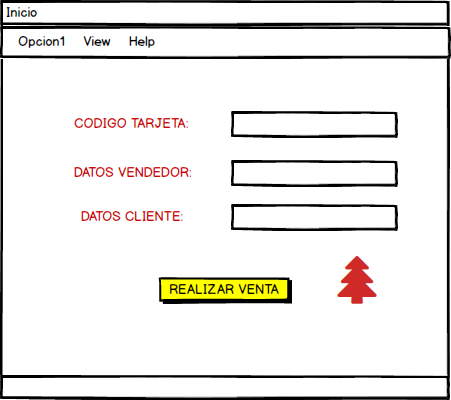 Inicio
Opcion1 View Help
CODIGO TARJETA:
DATOS VENDEDOR:
DATOS CLIENTE:
REALIZAR VENTA